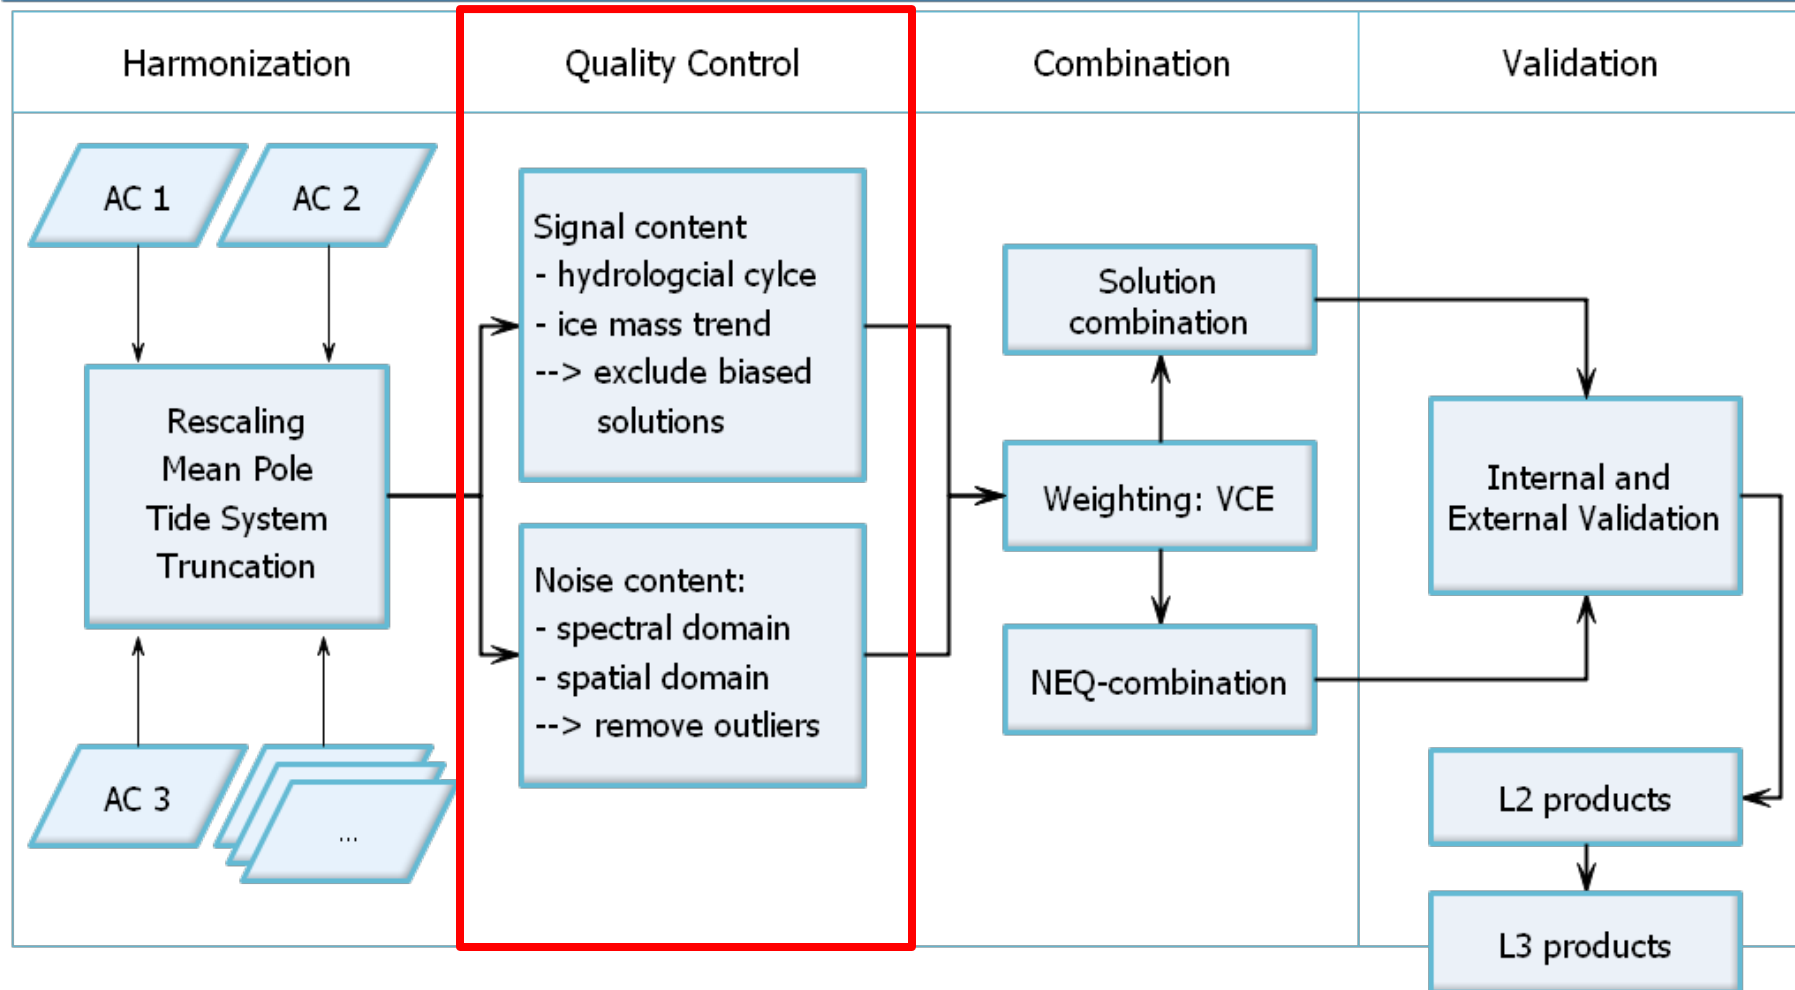 Harmonization
Quality Control
Combination
Validation
AC 1
AC 2
Rescaling
Mean Pole
Tide System
Truncation
AC 3
...
Signal content
- hydrologcial cylce
- ice mass trend
--> exclude biased
solutions
Noise content:
- spectral domain
- spatial domain
--> remove outliers
Solution
combination
Weighting: VCE
NEQ-combination
Internal and
External Validation
L2 products
L3 products